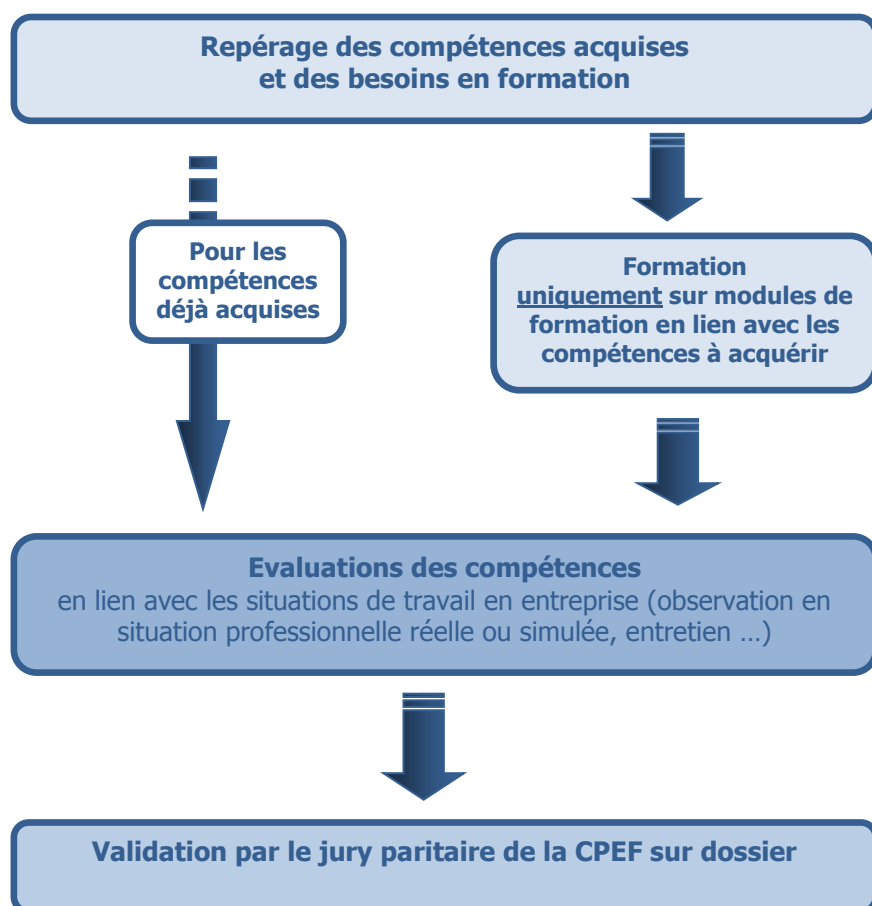 Repérage des compétences acquises
et des besoins en formation
Pour les
compétences
déjà acquises
Formation
uniquement sur modules de
formation en lien avec les
compétences à acquérir
Evaluations des compétences
en lien avec les situations de travail en entreprise (observation en
situation professionnelle réelle ou simulée, entretien …)
Validation par le jury paritaire de la CPEF sur dossier